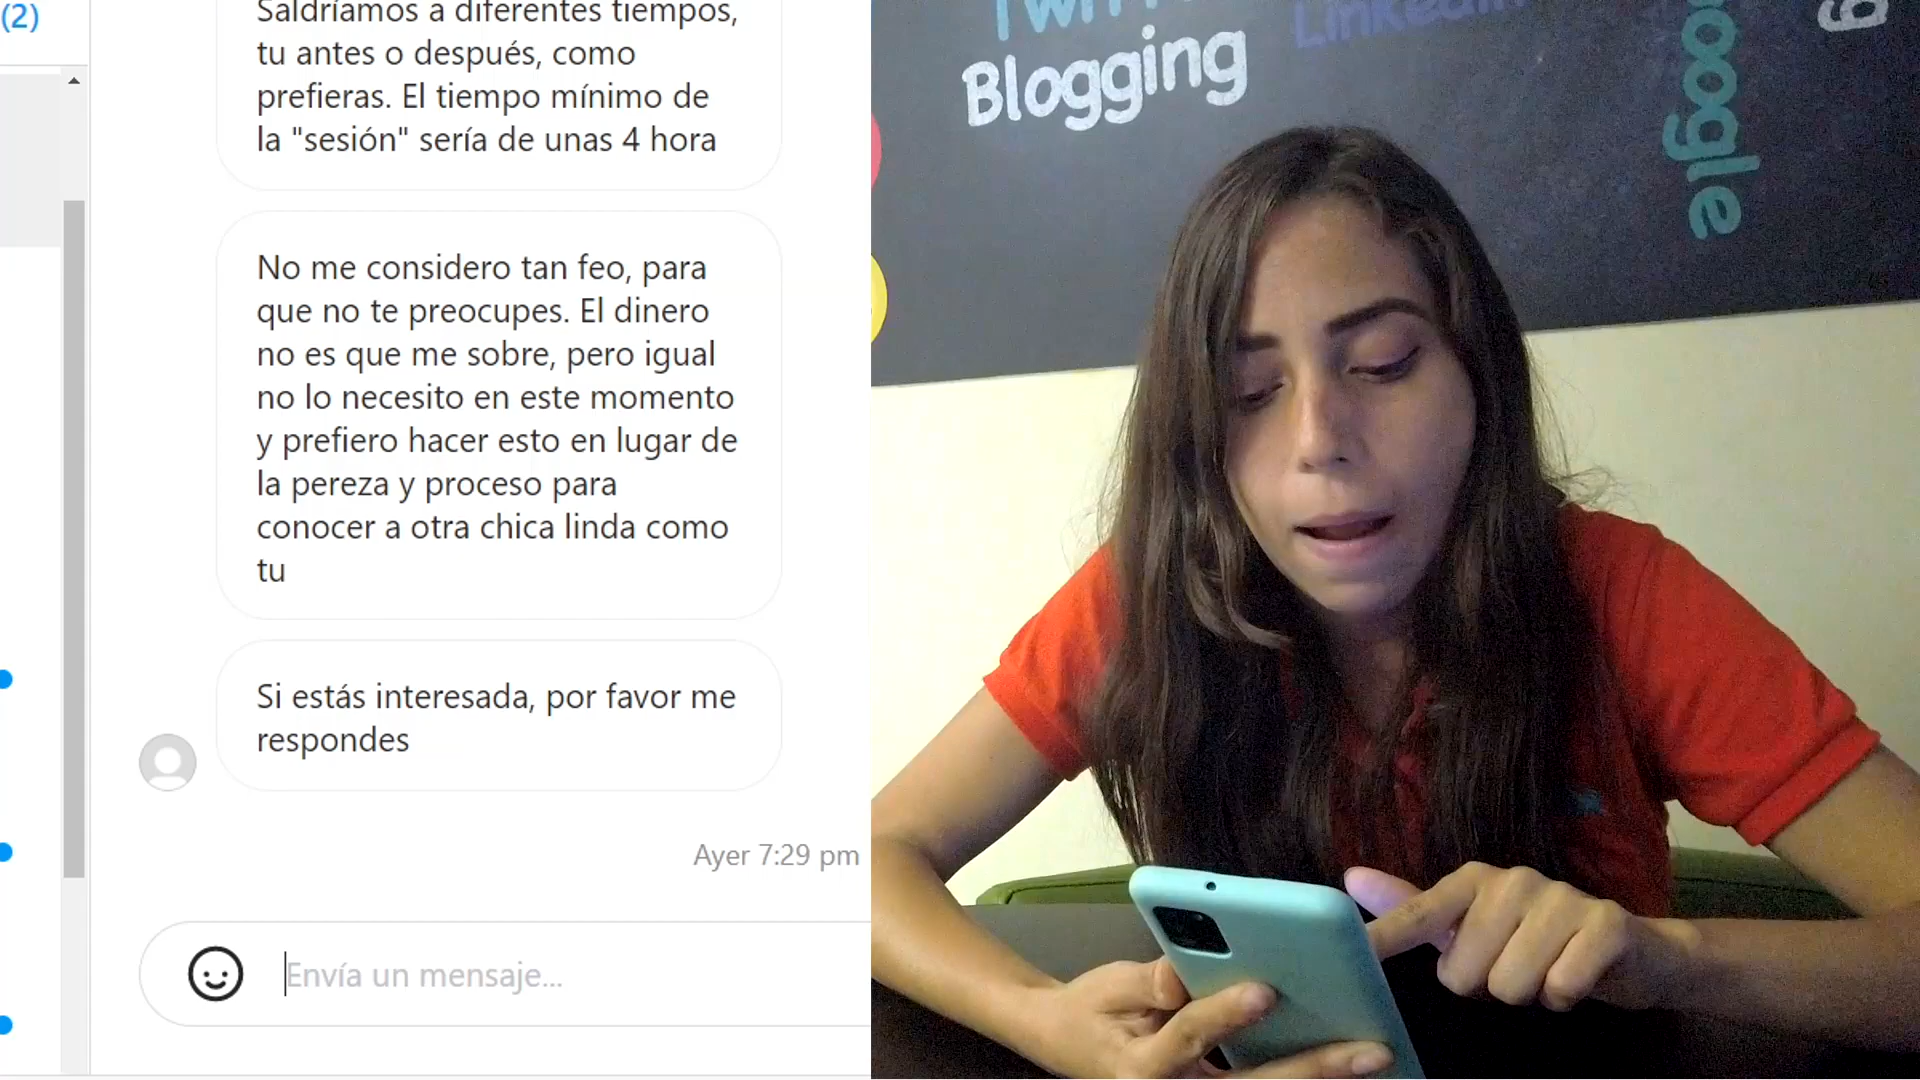 (2)
Saldríamos a diferentes tiempos,
tu antes o después, como
prefieras. El tiempo mínimo de
la "sesión" sería de unas 4 hora
No me considero tan feo, para
que no te preocupes. El dinero
no es que me sobre, pero igual
no lo necesito en este momento
y prefiero hacer esto en lugar de
la pereza y proceso para
conocer a otra chica linda como
tu
Si estás interesada, por favor me
respondes
Ayer 7:29 pm
Envía un mensaje...
Blogging
LinkedIn
google